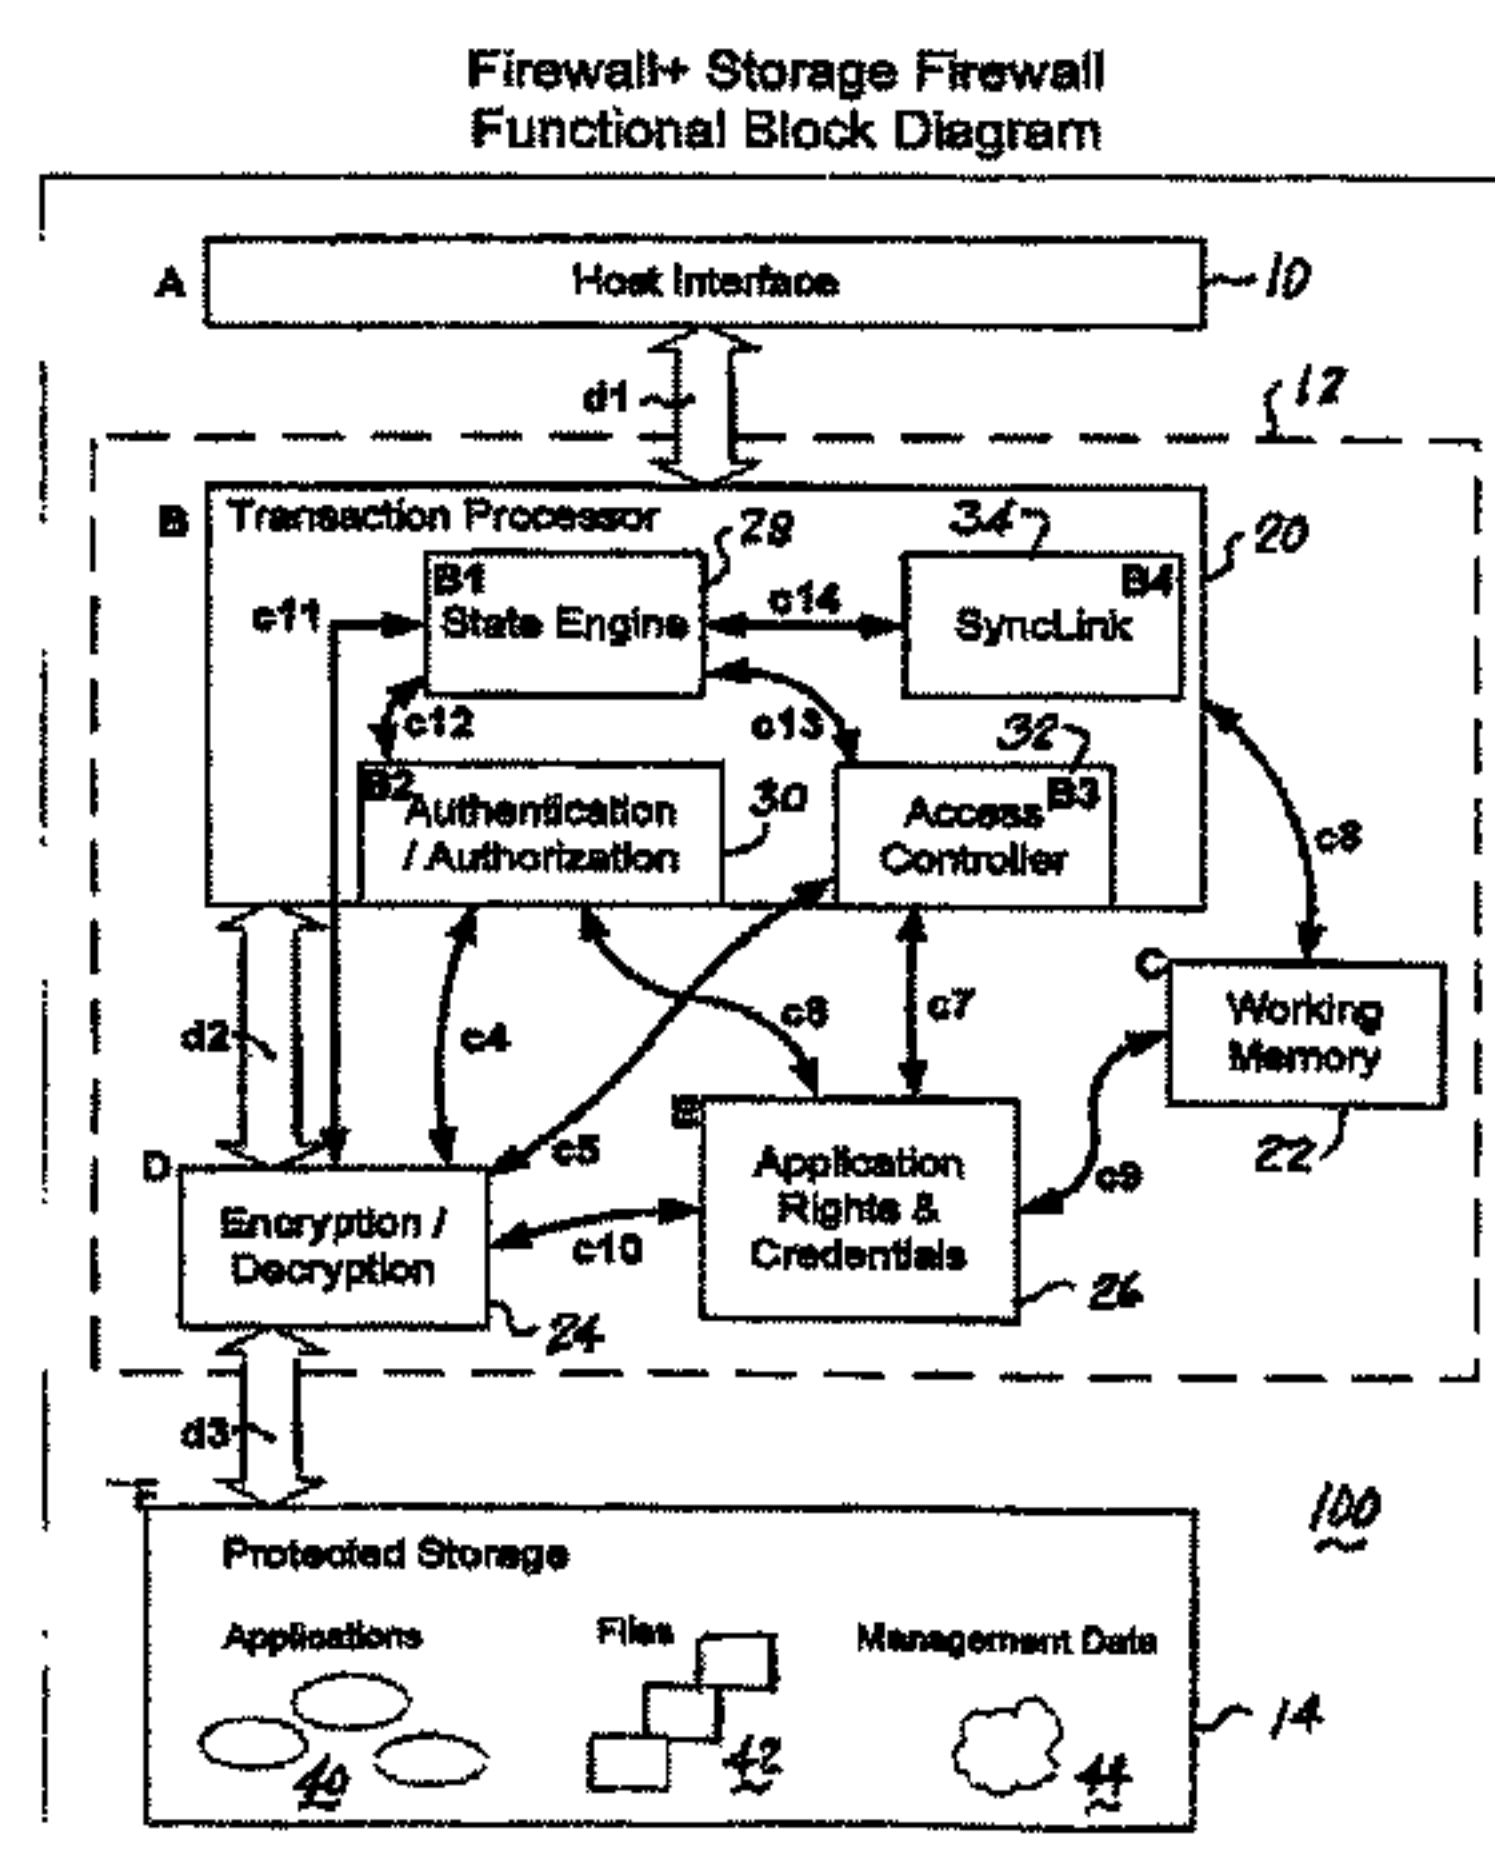 Firewall+ Storage Firewall
Functional Block Diagram
A
Host Interface
10
d1
12
B
Transaction Processor
28
34
20
B1
State Engine
c11
c14
B4
SyncLink
c12
c13
32
B2
Authentication
/ Authorization
30
B3
Access
Controller
c8
d2
c4
c6
c7
C
Working
Memory
22
D
Encryption /
Decryption
24
c5
c10
E
Application
Rights &
Credentials
26
c9
d3
F
100
Protected Storage
Applications
Files
Management Data
40
42
44
14